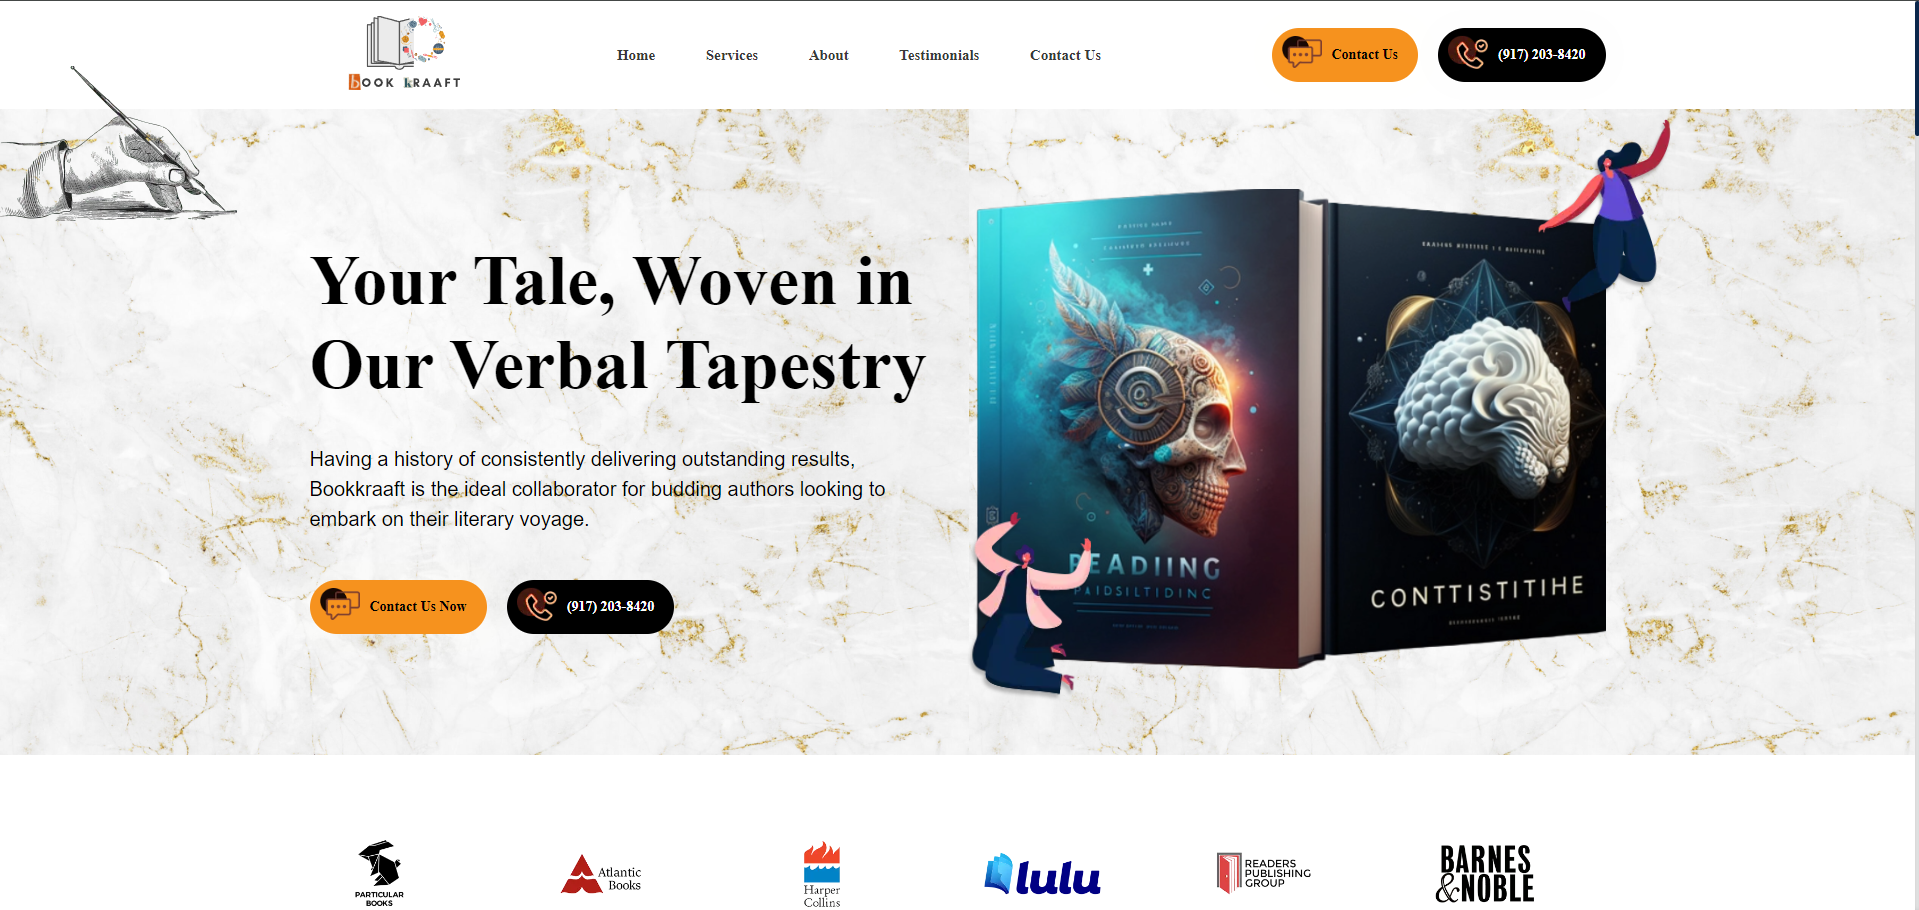 bOOK kRAAFT
Home
Services
About
Testimonials
Contact Us
Contact Us
(917) 203-8420
Your Tale, Woven in
Our Verbal Tapestry
Having a history of consistently delivering outstanding results,
Bookkraaft is the ideal collaborator for budding authors looking to
embark on their literary voyage.
Contact Us Now
(917) 203-8420
READIING
PAIDSILTIDING
CONTTISTITIHE
PARTICULAR
BOOKS
Atlantic
Books
Harper
Collins
lulu
READERS
PUBLISHING
GROUP
BARNES
&NOBLE